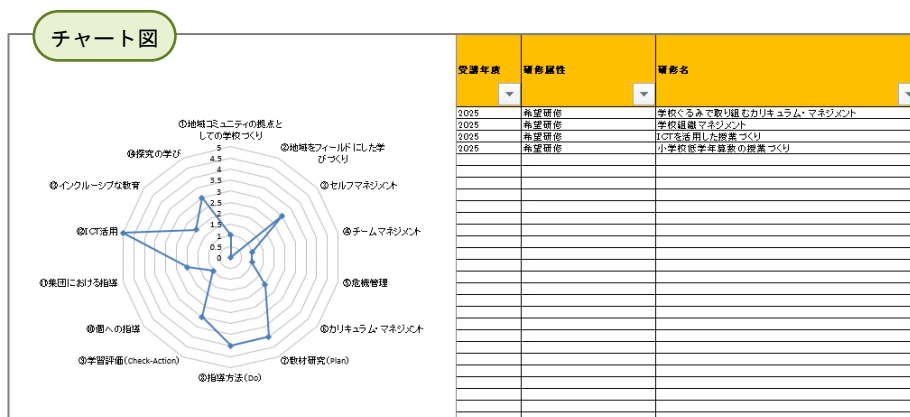 チャート図
受講年度 研修属性 研修名
2025 希望研修 学校ぐるみで取り組むカリキュラム・マネジメント
2025 希望研修 学校組織マネジメント
2025 希望研修 ICTを活用した授業づくり
2025 希望研修 小学校低学年算数の授業づくり
①地域コミュニティの拠点と
しての学校づくり
②地域をフィールドにした学
びづくり
③セルフマネジメント
④チームマネジメント
⑤危機管理
⑥カリキュラム・マネジメント
⑦教材研究(Plan)
⑧指導方法(Do)
⑨学習評価(Check-Action)
⑩個への指導
⑪集団における指導
⑫ICT活用
⑬インクルーシブな教育
⑭探究の学び
5
4.5
4
3.5
3
2.5
2
1.5
1
0.5
0